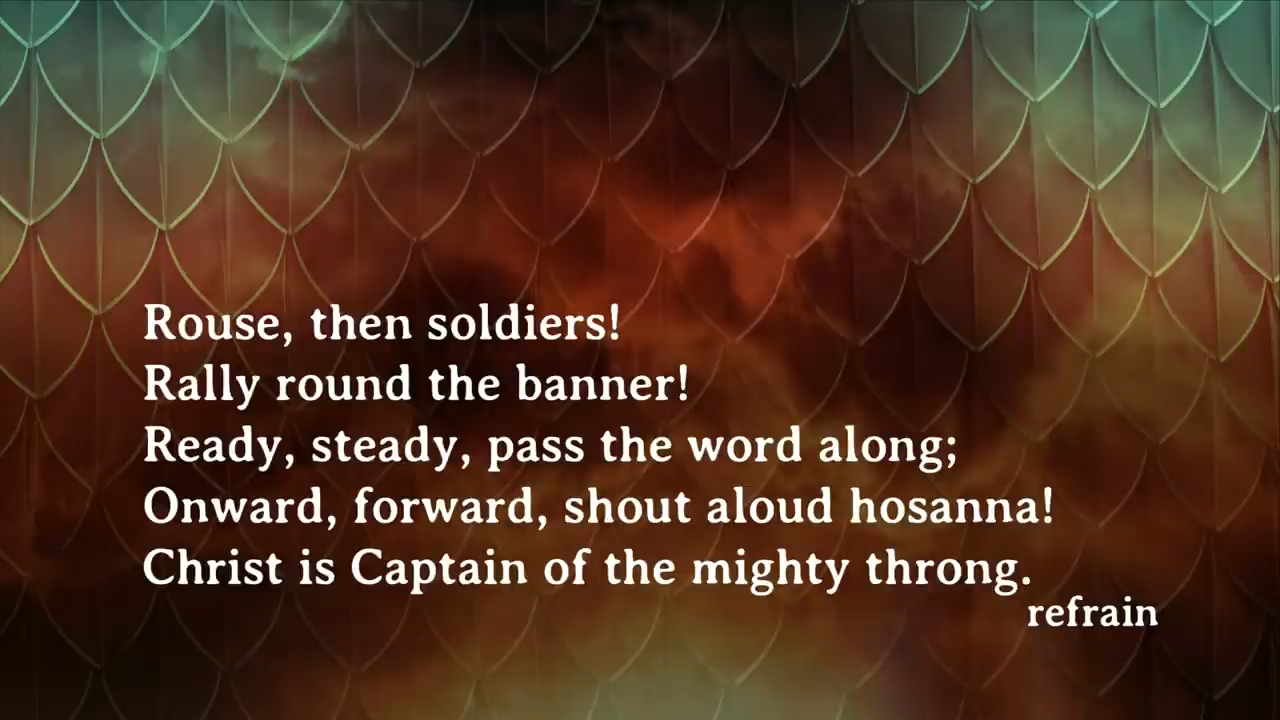 Rouse, then soldiers!
Rally round the banner!
Ready, steady, pass the word along;
Onward, forward, shout aloud hosanna!
Christ is Captain of the mighty throng.
refrain